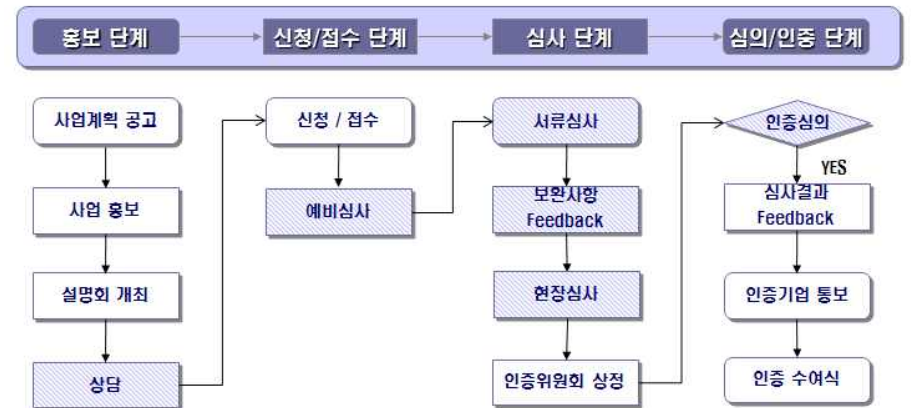 홍보 단계
신청/접수 단계
심사 단계
심의/인증 단계
사업계획 공고
사업 홍보
설명회 개최
상담
신청 / 접수
예비심사
서류심사
보완사항
Feedback
현장심사
인증위원회 상정
인증심의
YES
심사결과
Feedback
인증기업 통보
인증 수여식